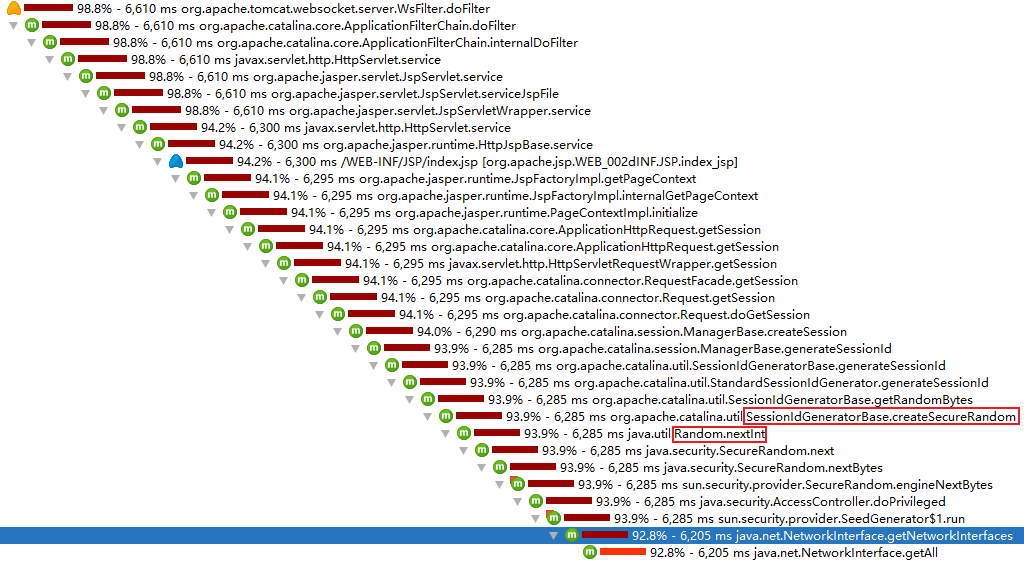 98.8% - 6,610 ms org.apache.tomcat.websocket.server.WsFilter.doFilter
m 98.8% - 6,610 ms org.apache.catalina.core.ApplicationFilterChain.doFilter
m 98.8% - 6,610 ms org.apache.catalina.core.ApplicationFilterChain.internalDoFilter
m 98.8% - 6,610 ms javax.servlet.http.HttpServlet.service
m 98.8% - 6,610 ms org.apache.jasper.servlet.JspServlet.service
m 98.8% - 6,610 ms org.apache.jasper.servlet.JspServlet.serviceJspFile
m 98.8% - 6,610 ms org.apache.jasper.servlet.JspServletWrapper.service
m 94.2% - 6,300 ms javax.servlet.http.HttpServlet.service
m 94.2% - 6,300 ms org.apache.jasper.runtime.HttpJspBase.service
94.2% - 6,300 ms /WEB-INF/JSP/index.jsp [org.apache.jsp.WEB_002dINF.JSP.index_jsp]
m 94.1% - 6,295 ms org.apache.jasper.runtime.JspFactoryImpl.getPageContext
m 94.1% - 6,295 ms org.apache.jasper.runtime.JspFactoryImpl.internalGetPageContext
m 94.1% - 6,295 ms org.apache.jasper.runtime.PageContextImpl.initialize
m 94.1% - 6,295 ms org.apache.catalina.core.ApplicationHttpRequest.getSession
m 94.1% - 6,295 ms org.apache.catalina.core.ApplicationHttpRequest.getSession
m 94.1% - 6,295 ms javax.servlet.http.HttpServletRequestWrapper.getSession
m 94.1% - 6,295 ms org.apache.catalina.connector.RequestFacade.getSession
m 94.1% - 6,295 ms org.apache.catalina.connector.Request.getSession
m 94.1% - 6,295 ms org.apache.catalina.connector.Request.doGetSession
m 94.0% - 6,290 ms org.apache.catalina.session.ManagerBase.createSession
m 93.9% - 6,285 ms org.apache.catalina.session.ManagerBase.generateSessionId
m 93.9% - 6,285 ms org.apache.catalina.util.SessionIdGeneratorBase.generateSessionId
m 93.9% - 6,285 ms org.apache.catalina.util.StandardSessionIdGenerator.generateSessionId
m 93.9% - 6,285 ms org.apache.catalina.util.SessionIdGeneratorBase.getRandomBytes
m 93.9% - 6,285 ms org.apache.catalina.util.SessionIdGeneratorBase.createSecureRandom
m 93.9% - 6,285 ms java.util.Random.nextInt
m 93.9% - 6,285 ms java.security.SecureRandom.next
m 93.9% - 6,285 ms java.security.SecureRandom.nextBytes
m 93.9% - 6,285 ms sun.security.provider.SecureRandom.engineNextBytes
m 93.9% - 6,285 ms java.security.AccessController.doPrivileged
m 93.9% - 6,285 ms sun.security.provider.SeedGenerator$1.run
m 92.8% - 6,205 ms java.net.NetworkInterface.getNetworkInterfaces
m 92.8% - 6,205 ms java.net.NetworkInterface.getAll